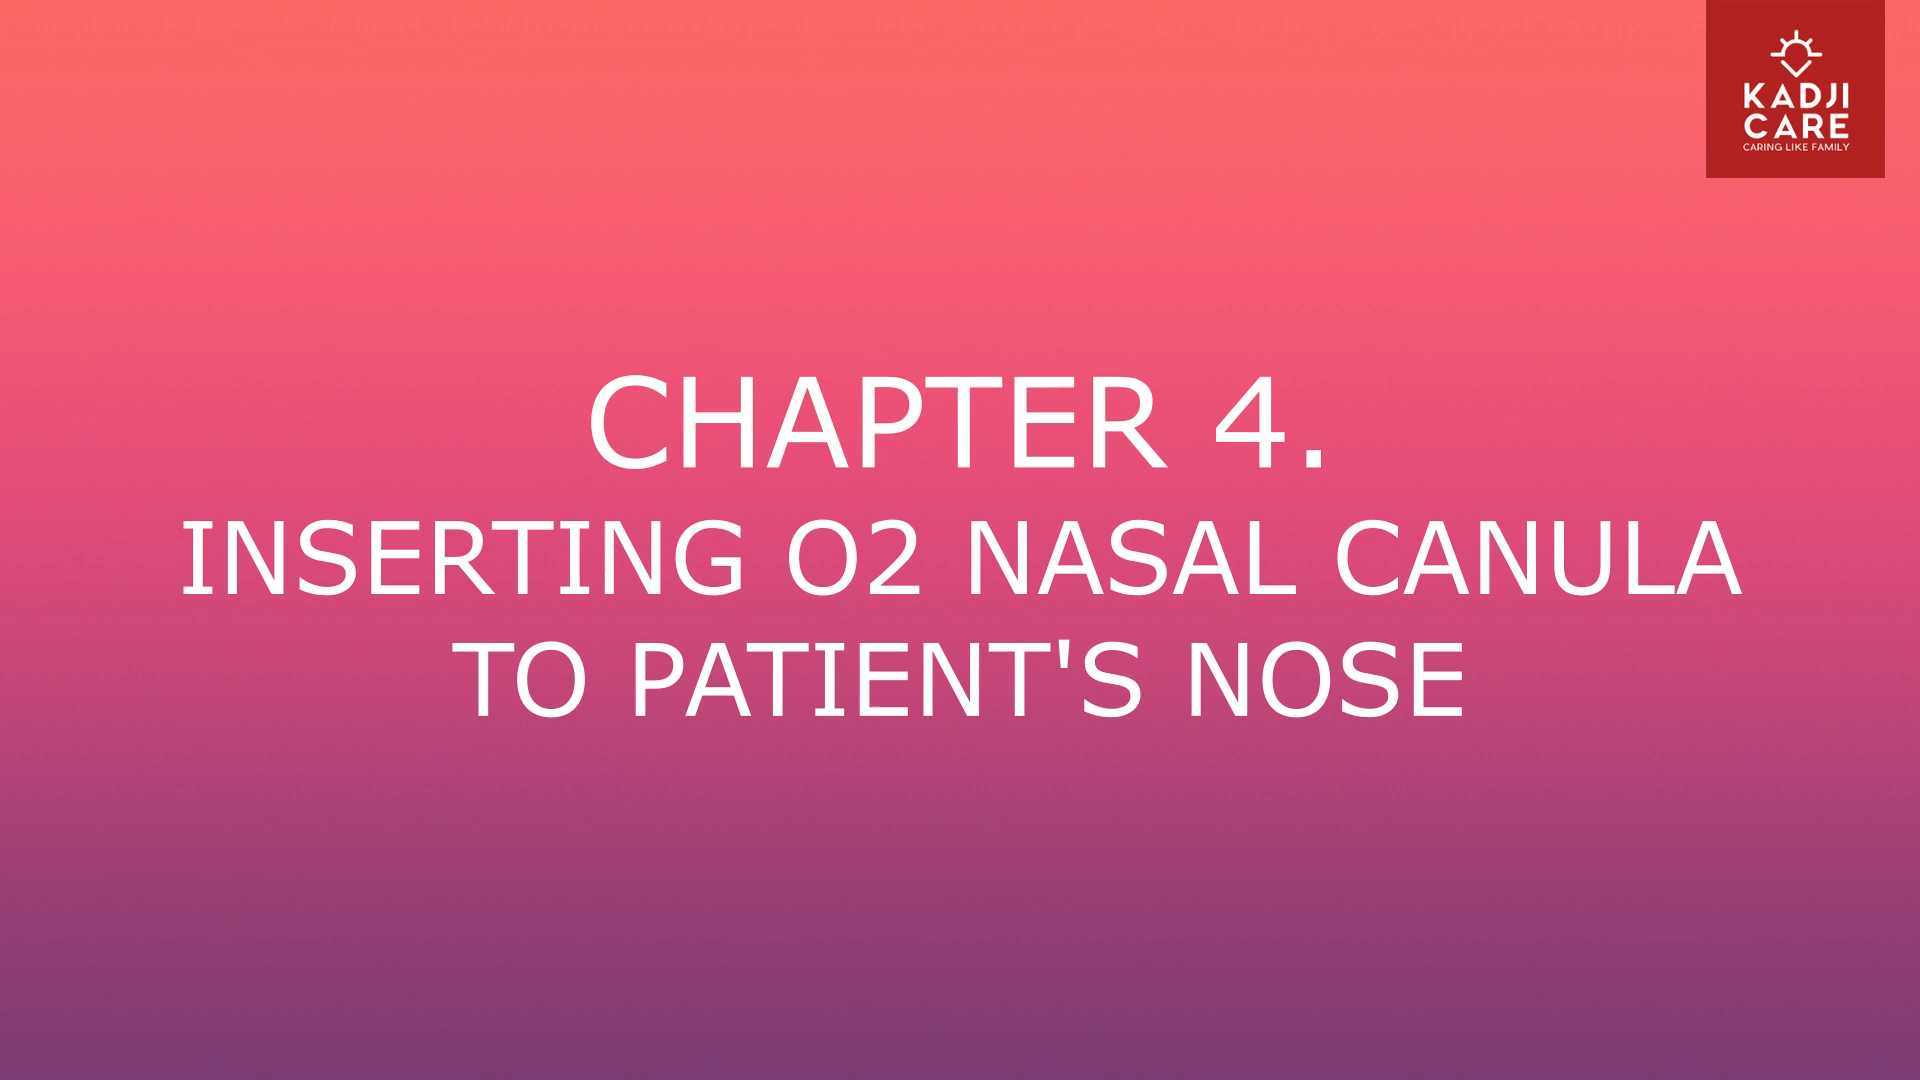 KADJI
CARE
CARING LIKE FAMILY
CHAPTER 4.
INSERTING O2 NASAL CANULA
TO PATIENT'S NOSE